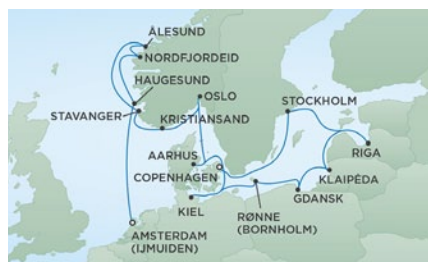 ÅLESUND
NORDFJORDEID
HAUGESUND
OSLO
STAVANGER
KRISTIANSAND
STOCKHOLM
AARHUS
RIGA
COPENHAGEN
KLAIPĖDA
KIEL
RØNNE
(BORNHOLM)
GDANSK
AMSTERDAM
(IJMUIDEN)